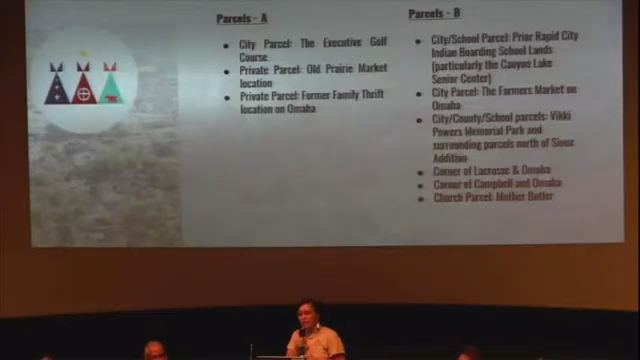 Parcels - A
City Parcel: The Executive Golf
Course
Private Parcel: Old Prairie Market
location
Private Parcel: Former Family Thrift
location on Omaha
Parcels - B
City/School Parcel: Prior Rapid City
Indian Boarding School Lands
(particularly the Canyon Lake
Senior Center)
City Parcel: The Farmers Market on
Omaha
City/County/School parcels: Vikki
Powers Memorial Park and
surrounding parcels north of Sioux
Addition
Corner of Lacrosse & Omaha
Corner of Campbell and Omaha
Church Parcel: Mother Butler